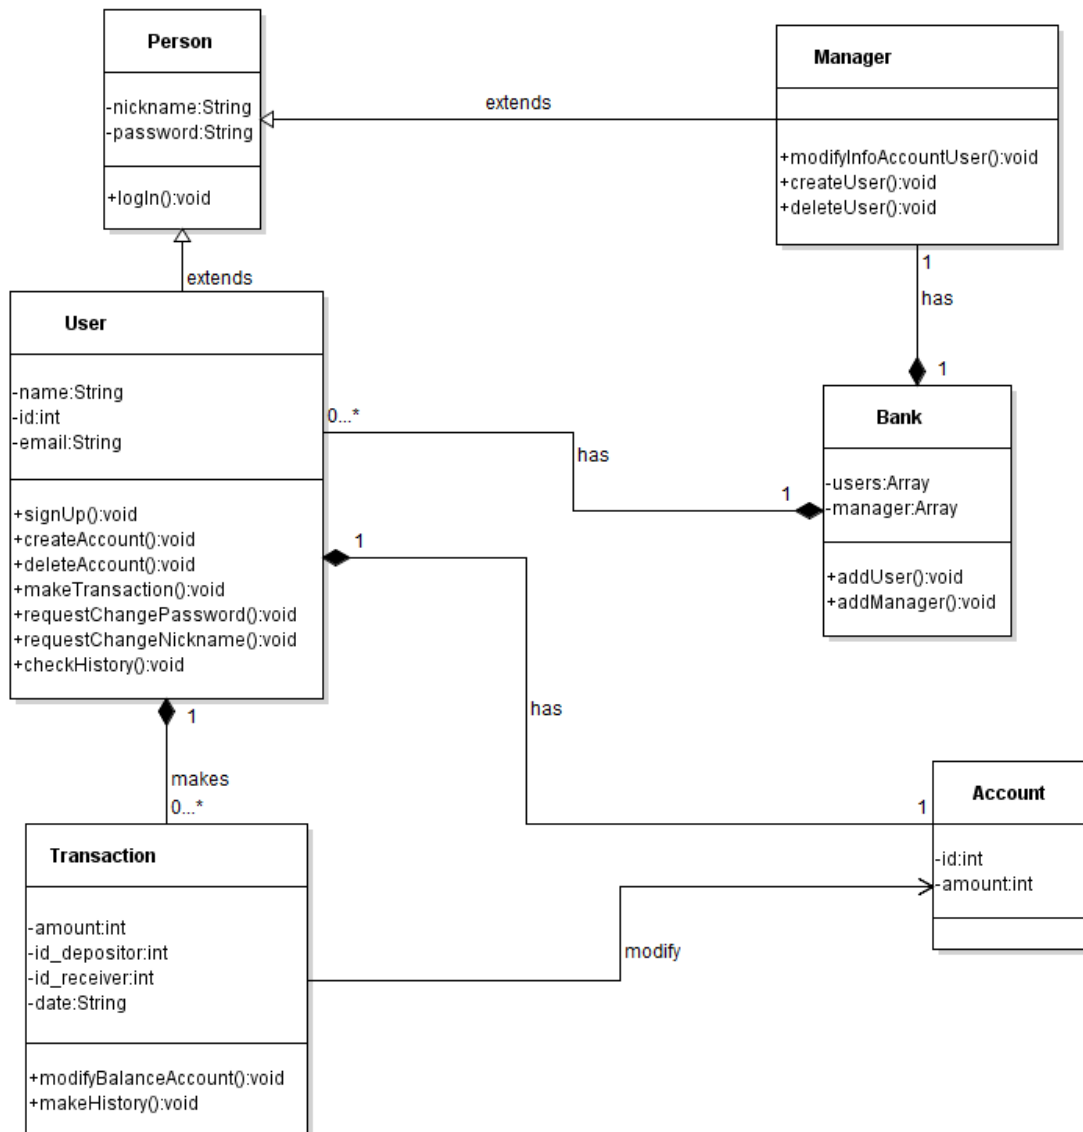 Person
-nickname:String
-password:String
+logIn():void
extends
Manager
+modifyInfoAccountUser():void
+createUser():void
+deleteUser():void
extends
1
has
1
User
-name:String
-id:int
-email:String
+signUp():void
+createAccount():void
+deleteAccount():void
+makeTransaction():void
+requestChangePassword():void
+requestChangeNickname():void
+checkHistory():void
0...*
has
1
Bank
-users:Array
-manager:Array
+addUser():void
+addManager():void
1
has
1
1
makes
0...*
Account
-id:int
-amount:int
Transaction
-amount:int
-id_depositor:int
-id_receiver:int
-date:String
+modifyBalanceAccount():void
+makeHistory():void
modify